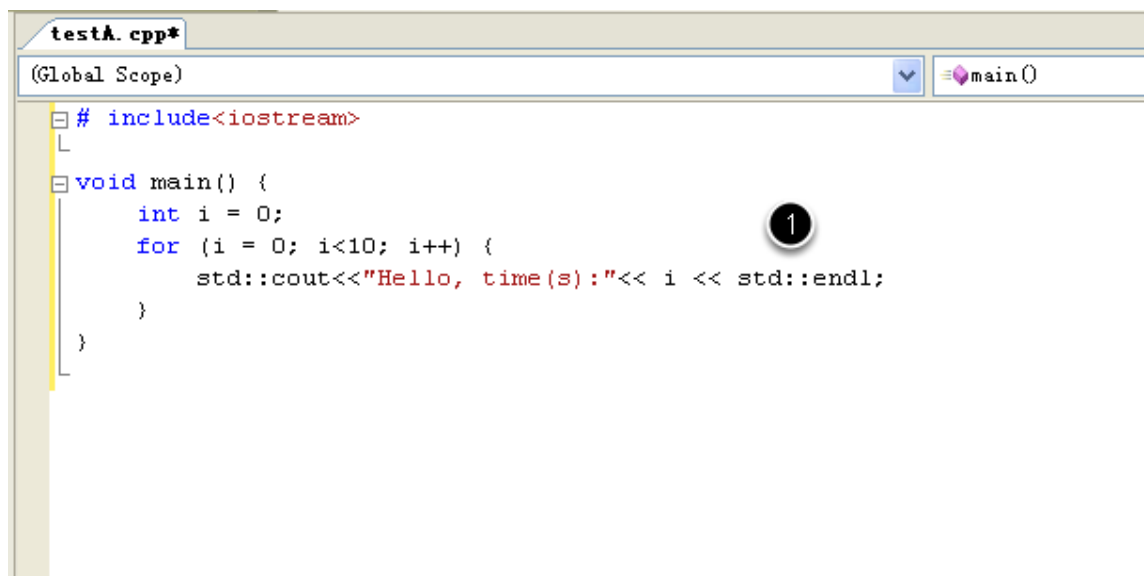 testA.cpp*
(Global Scope) main()
# include<iostream>
void main() {
int i = 0;
for (i = 0; i<10; i++) {
1
std::cout<<"Hello, time(s):"<< i << std::endl;
}
}